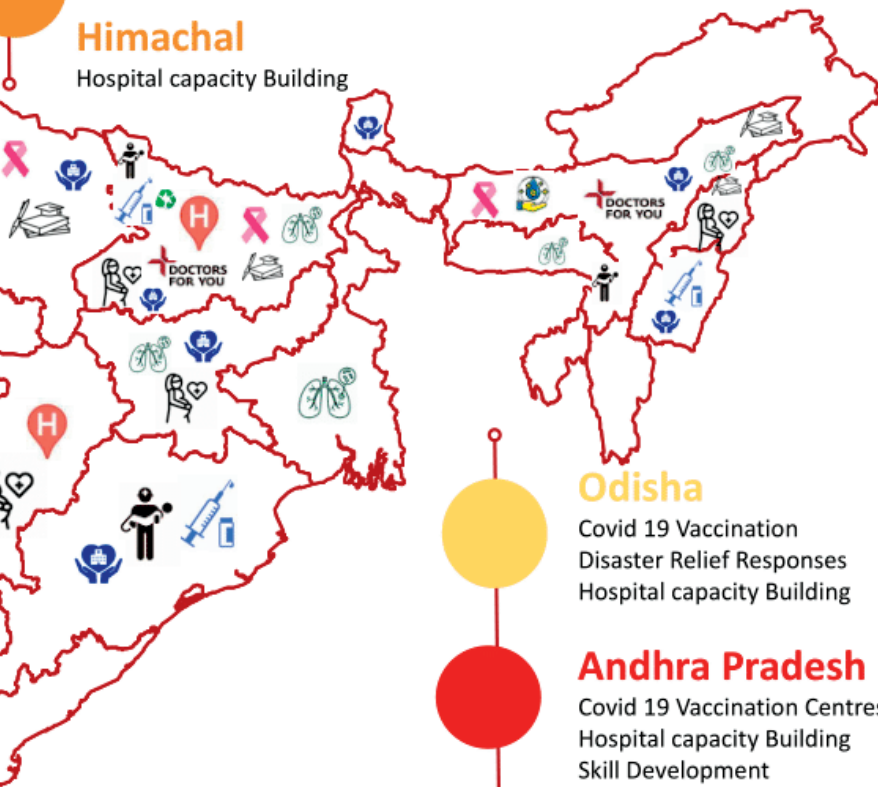 Himachal
Hospital capacity Building
H
DOCTORS
FOR YOU
DOCTORS
FOR YOU
H
Odisha
Covid 19 Vaccination
Disaster Relief Responses
Hospital capacity Building
Andhra Pradesh
Covid 19 Vaccination Centres
Hospital capacity Building
Skill Development